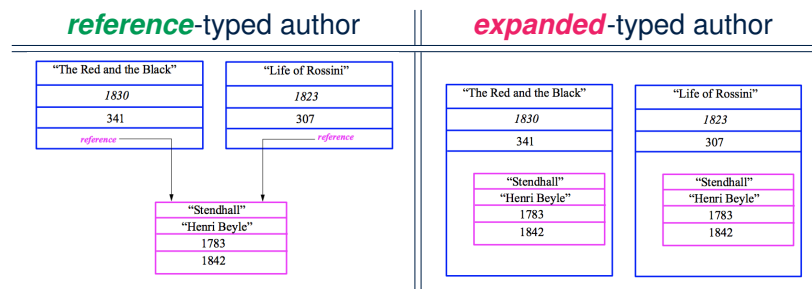 reference-typed author
"The Red and the Black"
1830
341
reference
"Life of Rossini"
1823
307
reference
"Stendhall"
"Henri Beyle"
1783
1842
expanded-typed author
"The Red and the Black"
1830
341
"Stendhall"
"Henri Beyle"
1783
1842
"Life of Rossini"
1823
307
"Stendhall"
"Henri Beyle"
1783
1842